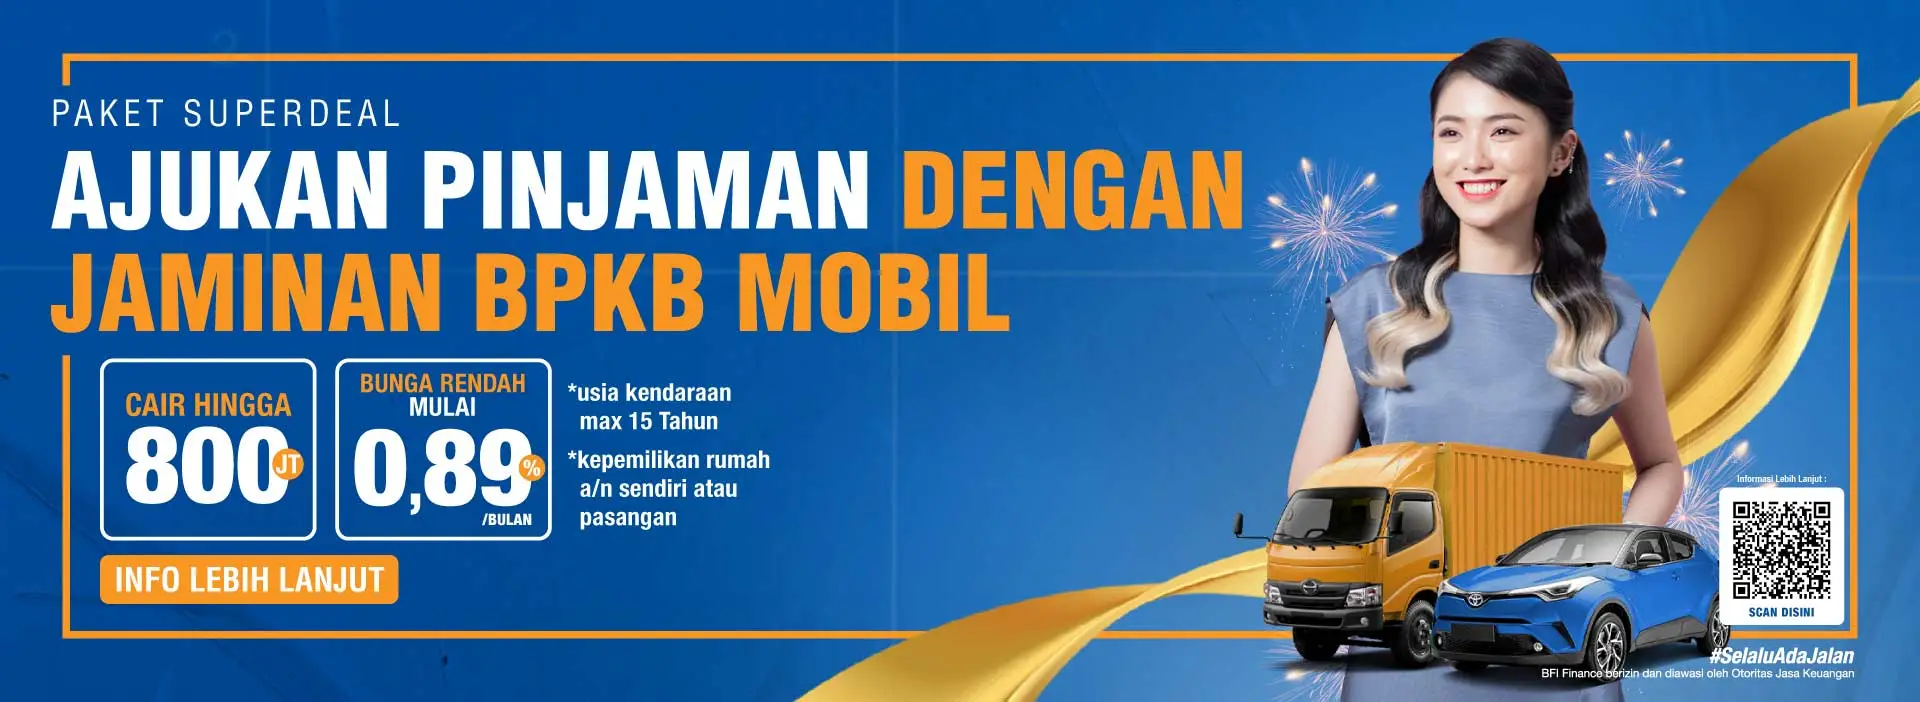 PAKET SUPERDEAL
AJUKAN PINJAMAN DENGAN
JAMINAN BPKB MOBIL
CAIR HINGGA
800 JT
BUNGA RENDAH
MULAI
0,89 %
/BULAN
*usia kendaraan
max 15 Tahun
*kepemilikan rumah
a/n sendiri atau
pasangan
INFO LEBIH LANJUT
Informasi Lebih Lanjut :
SCAN DISINI
#SelaluAdaJalan
BFI Finance berizin dan diawasi oleh Otoritas Jasa Keuangan